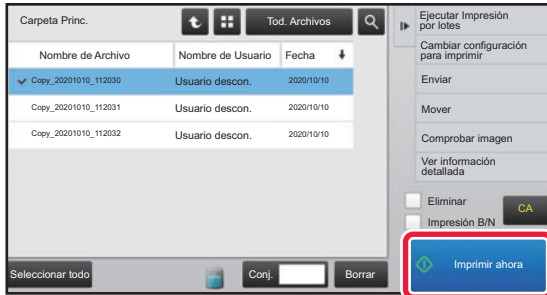 Carpeta Princ.
Tod. Archivos
Nombre de Archivo Nombre de Usuario Fecha
Copy_20201010_112030 Usuario descon. 2020/10/10
Copy_20201010_112031 Usuario descon. 2020/10/10
Copy_20201010_112032 Usuario descon. 2020/10/10
Seleccionar todo
Conj.
Borrar
Ejecutar Impresión
por lotes
Cambiar configuración
para imprimir
Enviar
Mover
Comprobar imagen
Ver información
detallada
Eliminar
Impresión B/N
CA
Imprimir ahora